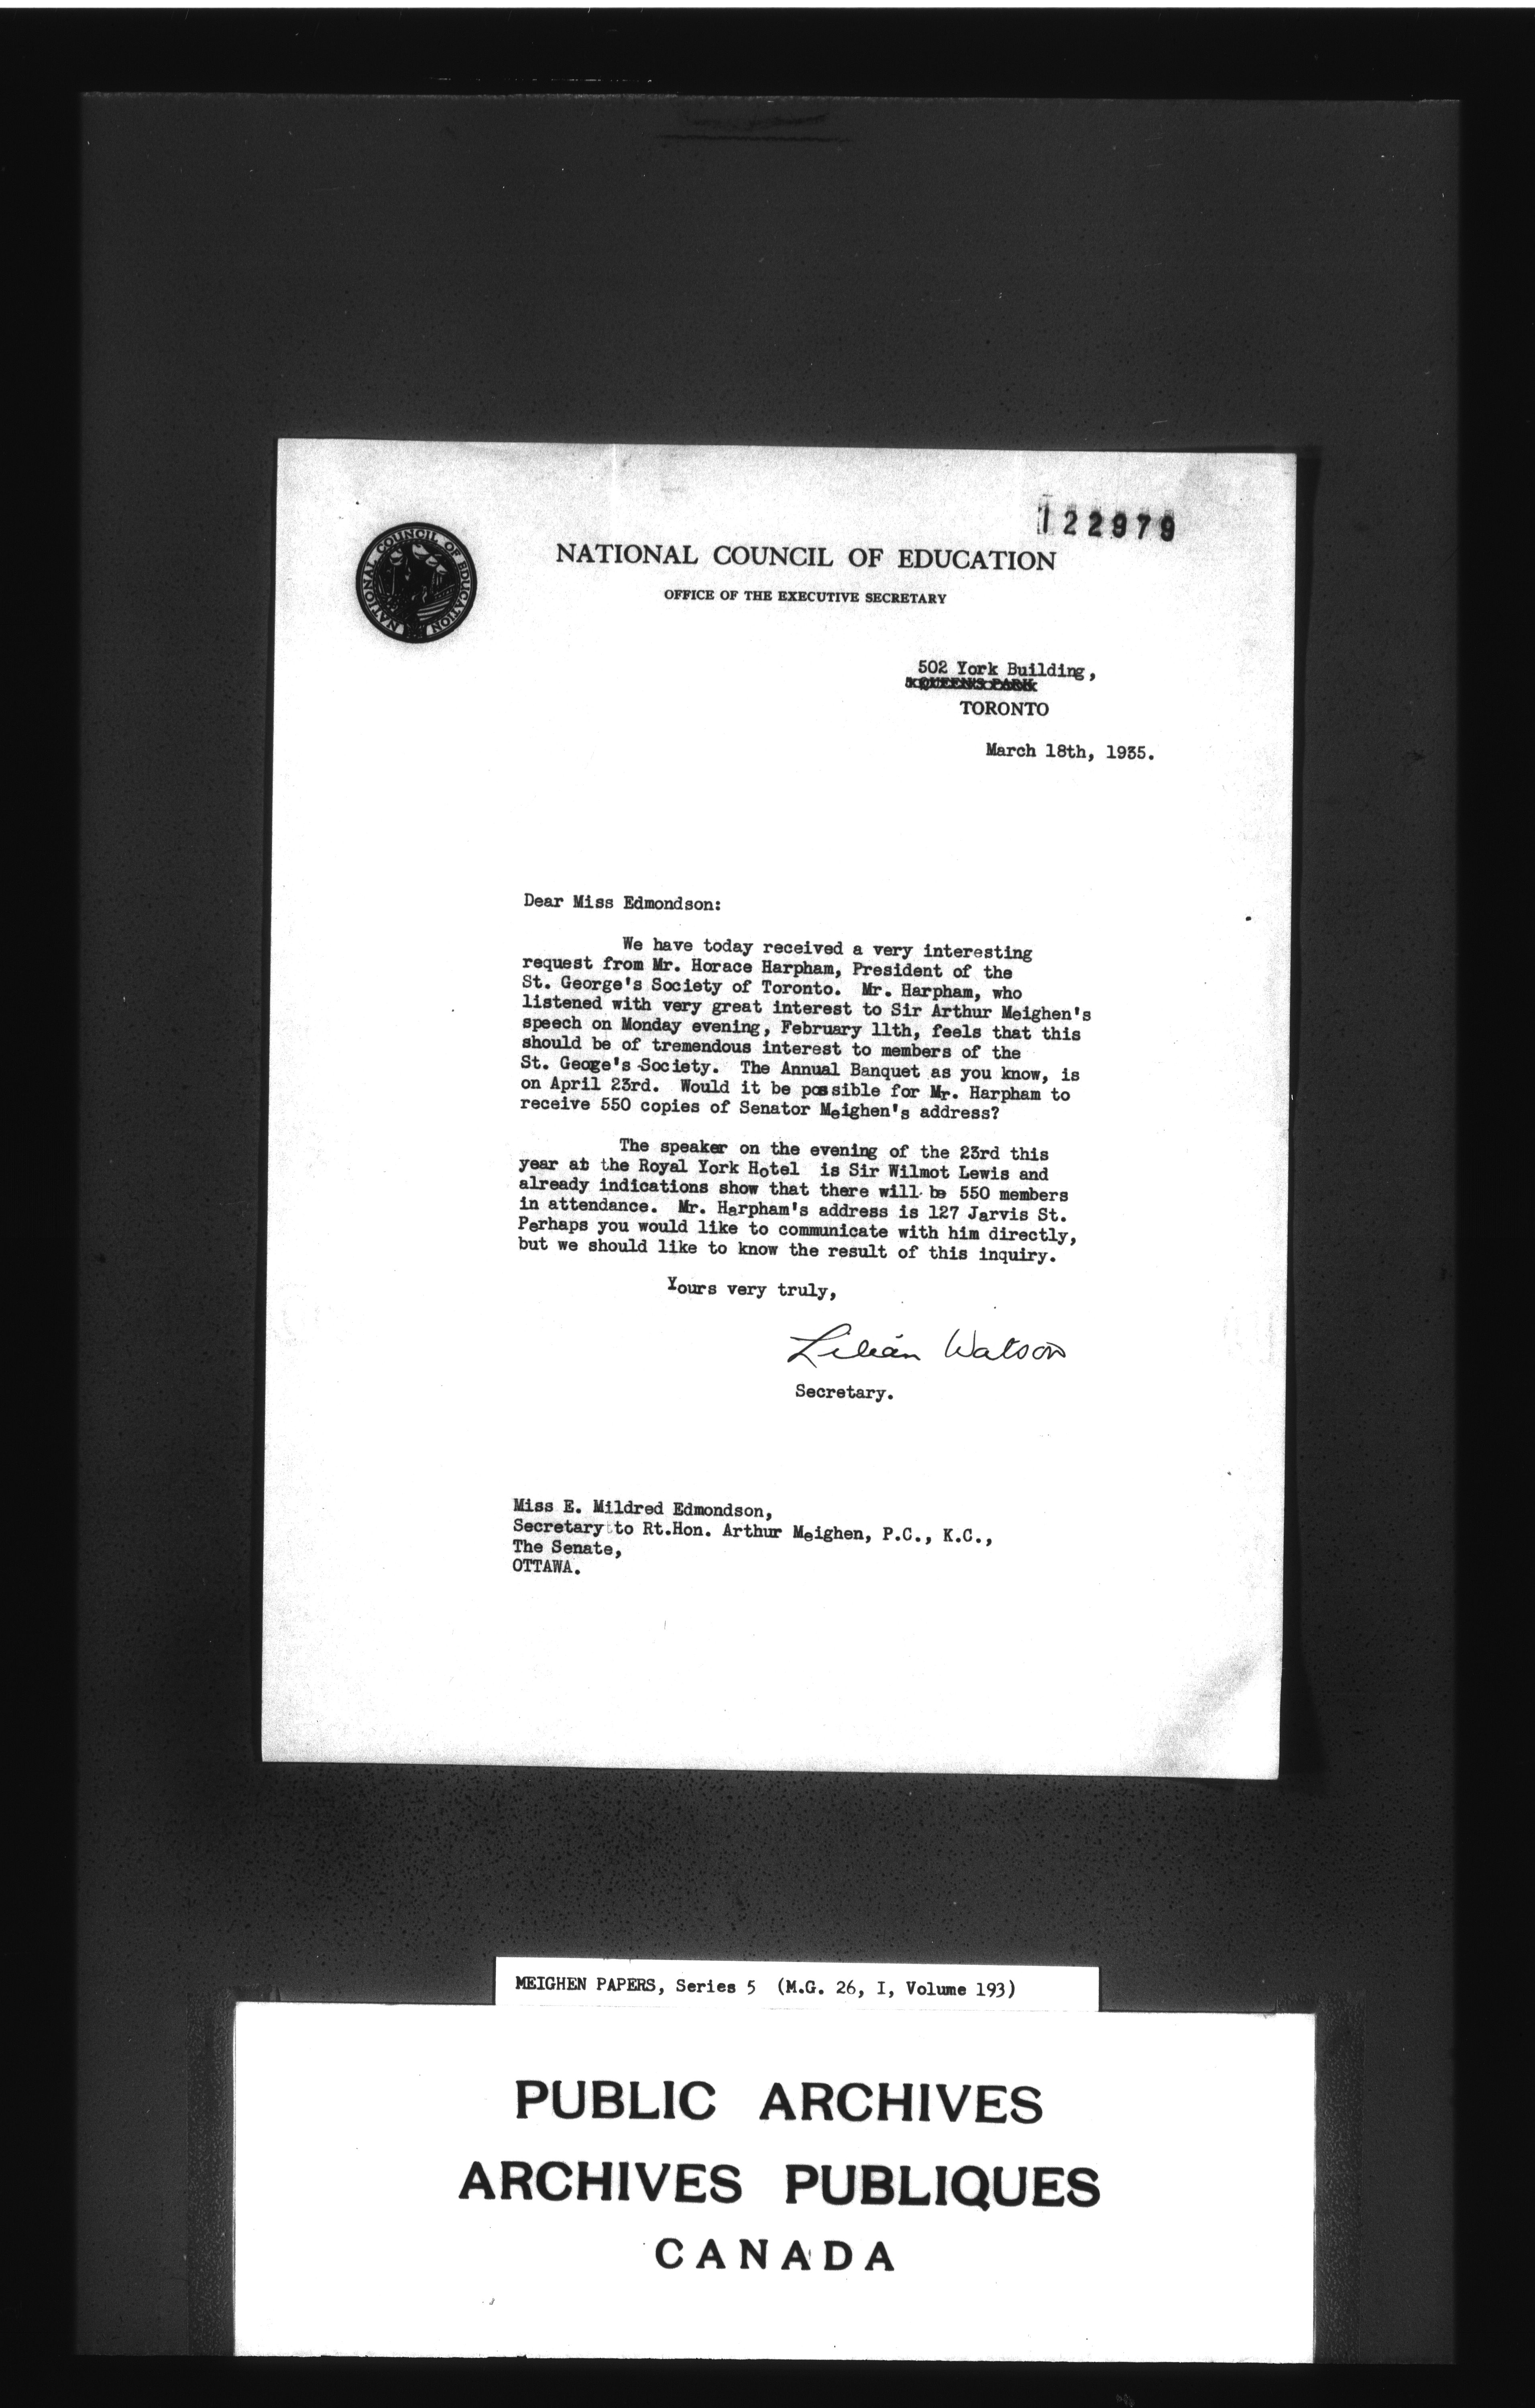 122979
NATIONAL COUNCIL OF EDUCATION
NATIONAL COUNCIL OF EDUCATION
OFFICE OF THE EXECUTIVE SECRETARY
502 York Building,
QUEEN'S PARK
TORONTO
March 18th, 1935.
Dear Miss Edmondson:
We have today received a very interesting
request from Mr. Horace Harpham, President of the
St. George's Society of Toronto. Mr. Harpham, who
listened with very great interest to Sir Arthur Meighen's
speech on Monday evening, February 11th, feels that this
should be of tremendous interest to members of the
St. Geoge's Society. The Annual Banquet as you know, is
on April 23rd. Would it be possible for Mr. Harpham to
receive 550 copies of Senator Meighen's address?
The speaker on the evening of the 23rd this
year at the Royal York Hotel is Sir Wilmot Lewis and
already indications show that there will be 550 members
in attendance. Mr. Harpham's address is 127 Jarvis St.
Perhaps you would like to communicate with him directly,
but we should like to know the result of this inquiry.
Yours very truly,
Lilian Watson
Secretary.
Miss E. Mildred Edmondson,
Secretary to Rt.Hon. Arthur Meighen, P.C., K.C.,
The Senate,
OTTAWA.
MEIGHEN PAPERS, Series 5 (M.G. 26, I, Volume 193)
PUBLIC ARCHIVES
ARCHIVES PUBLIQUES
CANADA